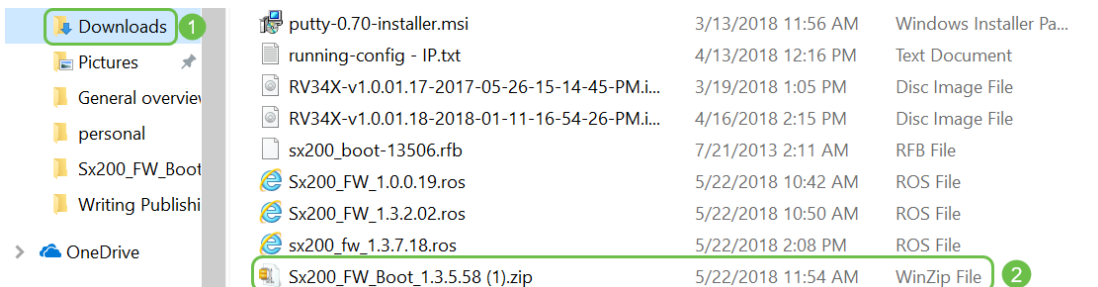 Downloads 1
Pictures
General overviev
personal
Sx200_FW_Boot
Writing Publishi
OneDrive
putty-0.70-installer.msi 3/13/2018 11:56 AM Windows Installer Pa...
running-config - IP.txt 4/13/2018 12:16 PM Text Document
RV34X-v1.0.01.17-2017-05-26-15-14-45-PM.i... 3/19/2018 1:05 PM Disc Image File
RV34X-v1.0.01.18-2018-01-11-16-54-26-PM.i... 4/16/2018 2:15 PM Disc Image File
sx200_boot-13506.rfb 7/21/2013 2:11 AM RFB File
Sx200_FW_1.0.0.19.ros 5/22/2018 10:42 AM ROS File
Sx200_FW_1.3.2.02.ros 5/22/2018 10:50 AM ROS File
sx200_fw_1.3.7.18.ros 5/22/2018 2:08 PM ROS File
Sx200_FW_Boot_1.3.5.58 (1).zip 5/22/2018 11:54 AM WinZip File 2